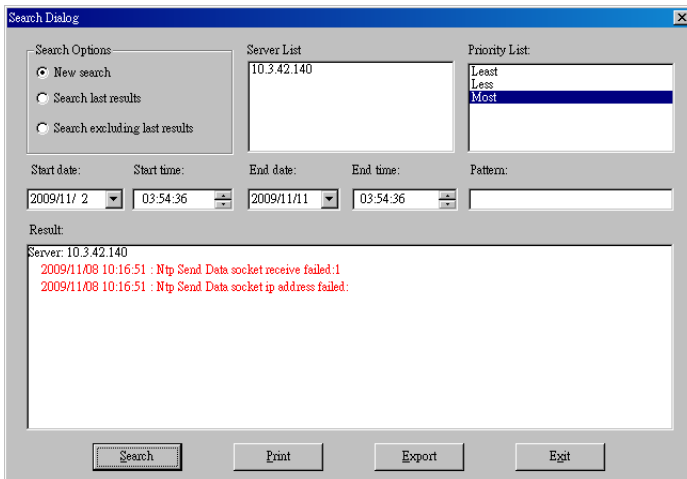 Search Dialog
Search Options
New search
Search last results
Search excluding last results
Server List
10.3.42.140
Priority List:
Least
Less
Most
Start date:
Start time:
End date:
End time:
Pattern:
2009/11/ 2
03:54:36
2009/11/11
03:54:36
Result:
Server: 10.3.42.140
2009/11/08 10:16:51 : Ntp Send Data socket receive failed:1
2009/11/08 10:16:51 : Ntp Send Data socket ip address failed:
Search
Print
Export
Exit